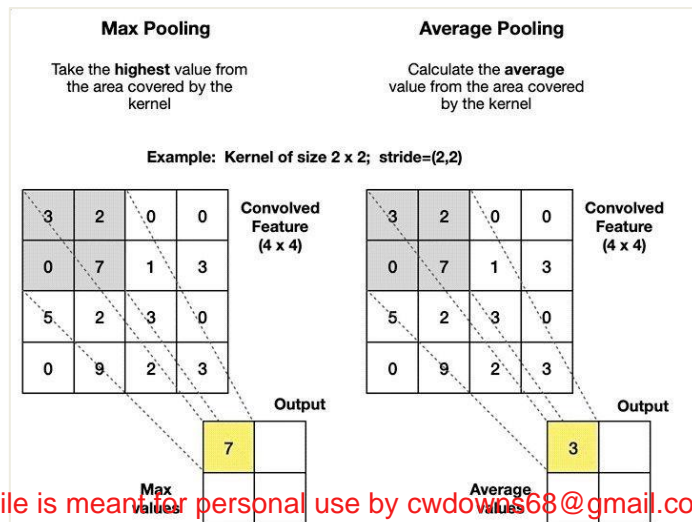 Max Pooling
Take the highest value from
the area covered by the
kernel
Average Pooling
Calculate the average
value from the area covered
by the kernel
Example: Kernel of size 2 x 2; stride=(2,2)
3 2 0 0
0 7 1 3
5 2 3 0
0 9 2 3
Convolved
Feature
(4 x 4)
Output
7
Max
values
3 2 0 0
0 7 1 3
5 2 3 0
0 9 2 3
Convolved
Feature
(4 x 4)
Output
3
Average
values
ile is meant for personal use by cwdowns68@gmail.co